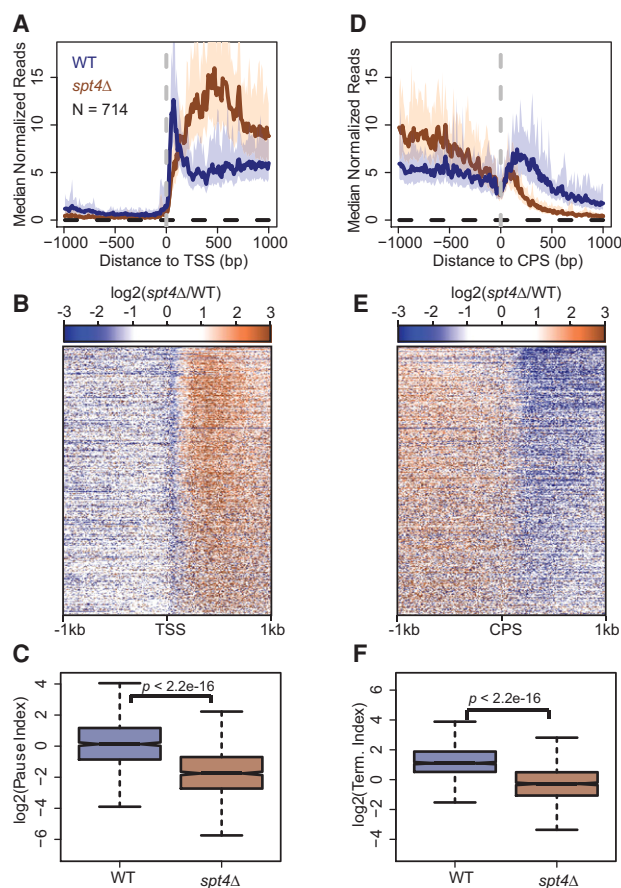 A
Median Normalized Reads
15
10
5
0
WT
spt4Δ
N = 714
−1000 −500 0 500 1000
Distance to TSS (bp)
D
Median Normalized Reads
15
10
5
0
−1000 −500 0 500 1000
Distance to CPS (bp)
B
log2(spt4Δ/WT)
-3 -2 -1 0 1 2 3
-1kb TSS 1kb
E
log2(spt4Δ/WT)
-3 -2 -1 0 1 2 3
-1kb CPS 1kb
C
log2(Pause Index)
4
2
0
−2
−4
−6
p < 2.2e-16
WT spt4Δ
F
log2(Term. Index)
6
4
2
0
−2
−4
p < 2.2e-16
WT spt4Δ